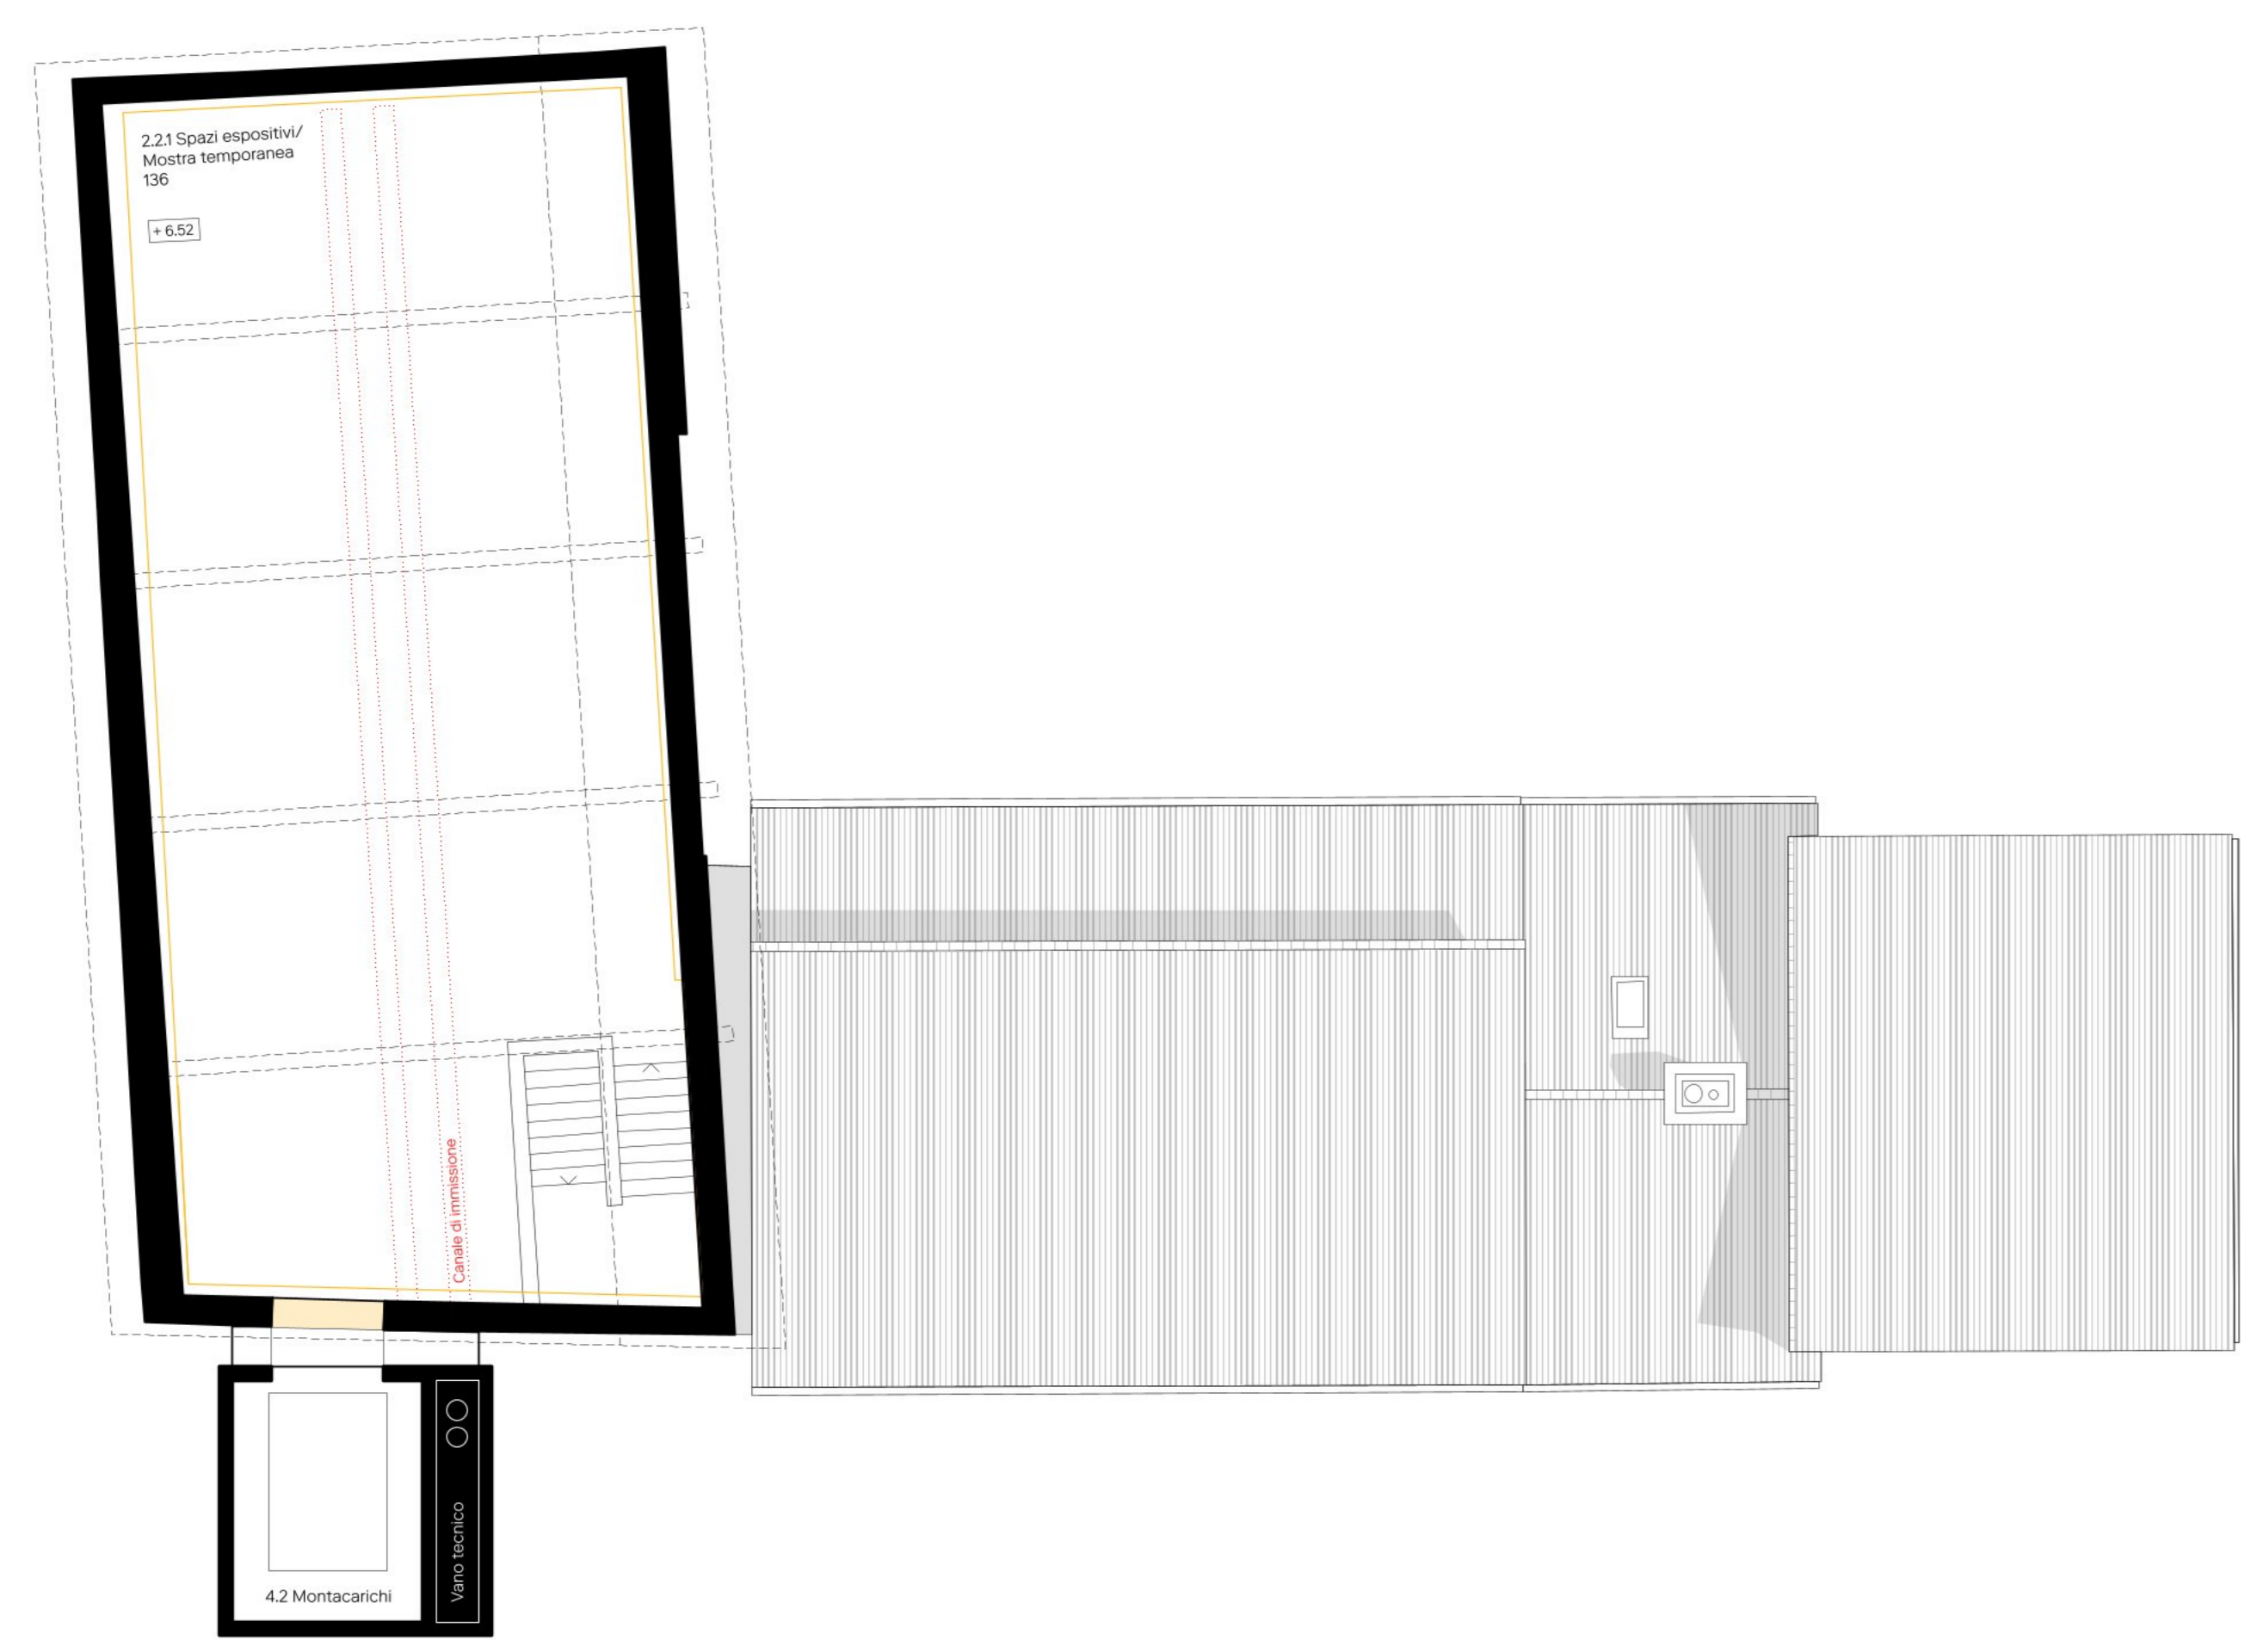 2.2.1 Spazi espositivi/
Mostra temporanea
136
+ 6.52
Canale di immissione
4.2 Montacarichi
Vano tecnico